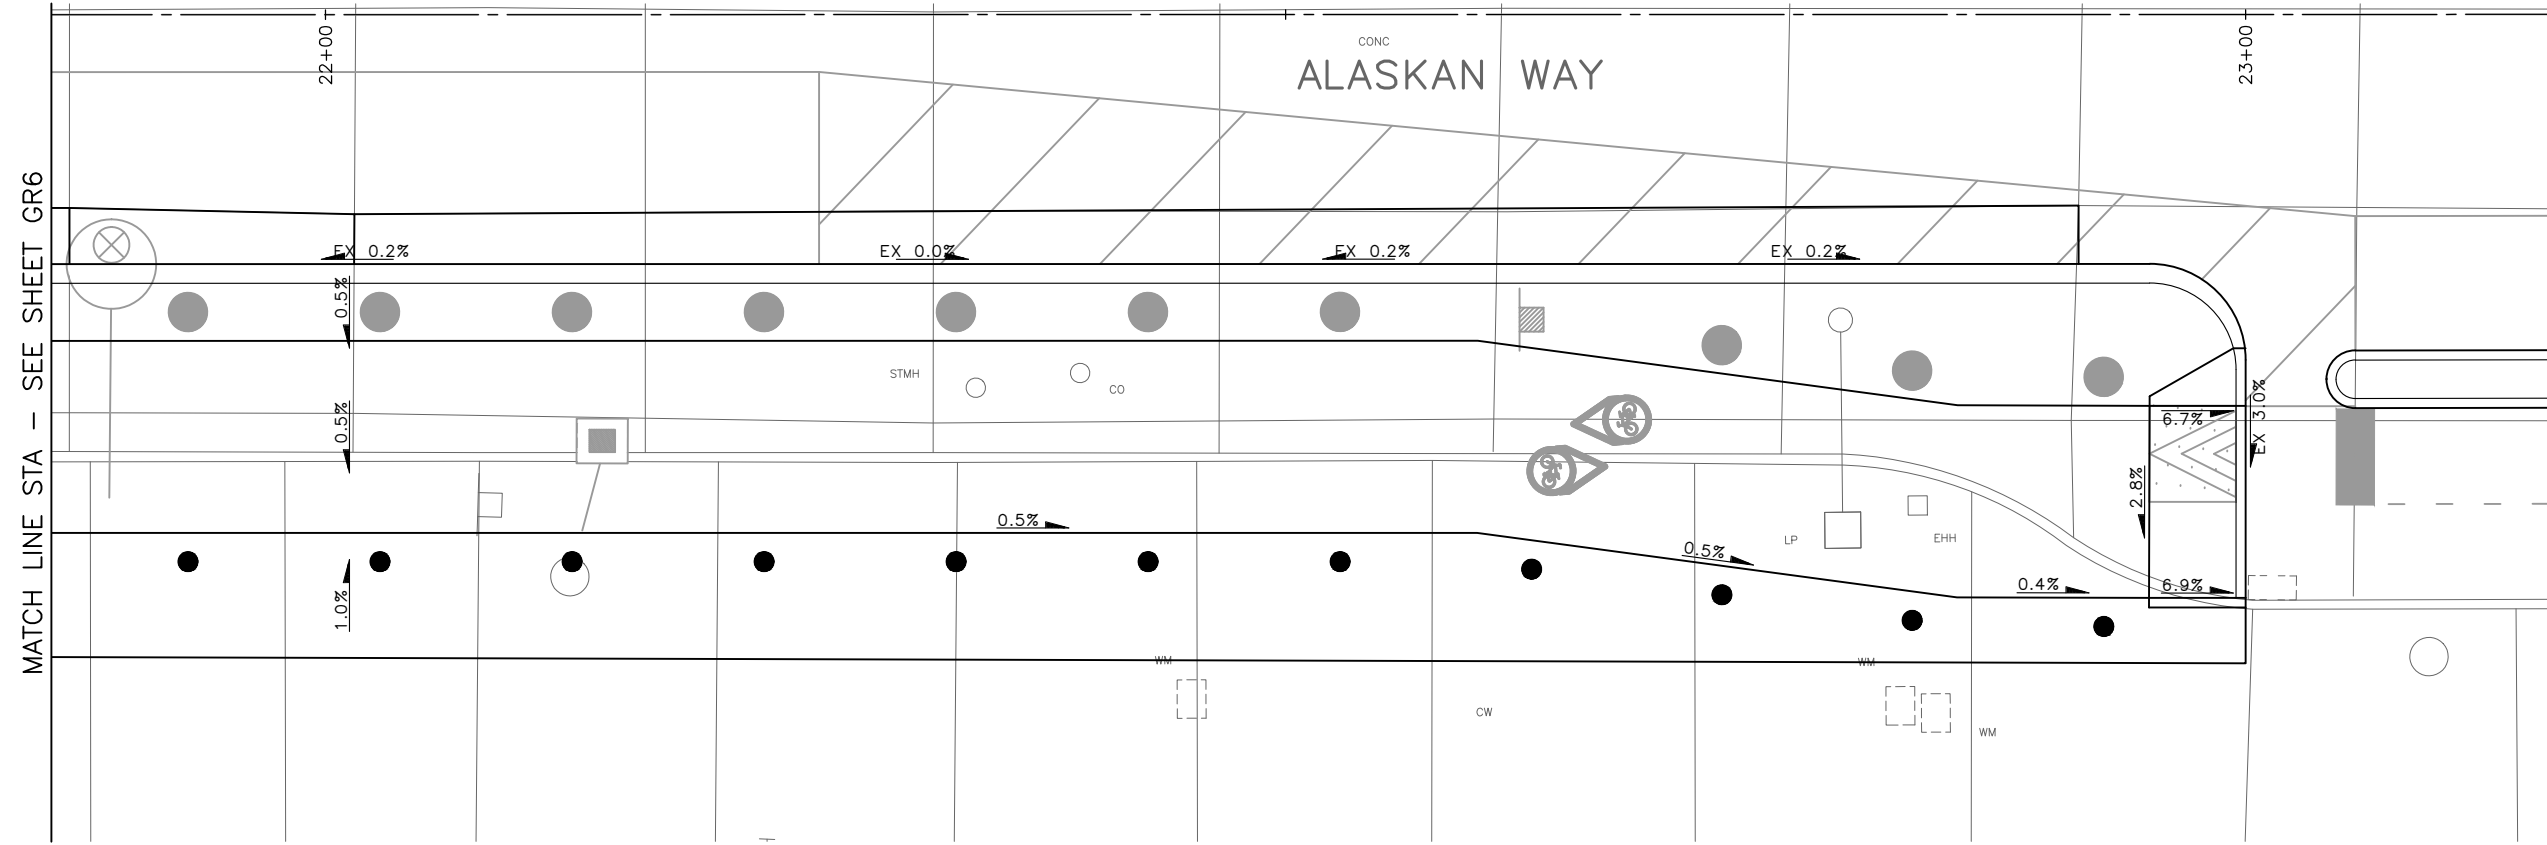 22+00
CONC
ALASKAN WAY
23+00
MATCH LINE STA – SEE SHEET GR6
EX 0.2%
EX 0.0%
EX 0.2%
EX 0.2%
0.5%
STMH
CO
0.5%
6.7%
EX 3.0%
2.8%
0.5%
0.5%
LP
EHH
0.4%
6.9%
1.0%
WM
WM
CW
WM